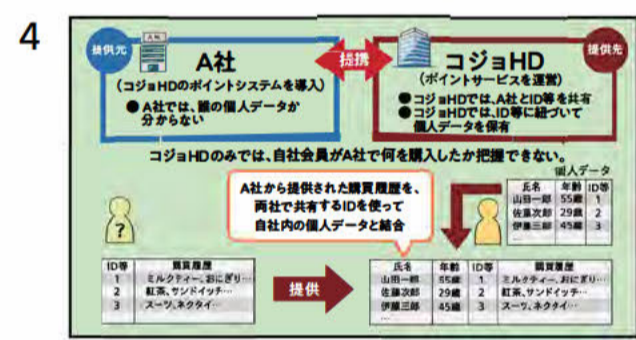 4
提供元
A社
(コジョHDのポイントシステムを導入)
●A社では、誰の個人データか
分からない
提携
コジョHD
(ポイントサービスを運営)
●コジョHDでは、A社とID等を共有
●コジョHDでは、ID等に紐づいて
個人データを保有
提供先
コジョHDのみでは、自社会員がA社で何を購入したか把握できない。
A社から提供された購買履歴を、
両社で共有するIDを使って
自社内の個人データと結合
個人データ
氏名 年齢 ID等
山田一郎 55歳 1
佐藤次郎 29歳 2
伊藤三郎 45歳 3
…
?
ID等 購買履歴
1 ミルクティー、おにぎり…
2 紅茶、サンドイッチ…
3 スーツ、ネクタイ…
提供
氏名 年齢 ID等 購買履歴
山田一郎 55歳 1 ミルクティー、おにぎり…
佐藤次郎 29歳 2 紅茶、サンドイッチ…
伊藤三郎 45歳 3 スーツ、ネクタイ…
…